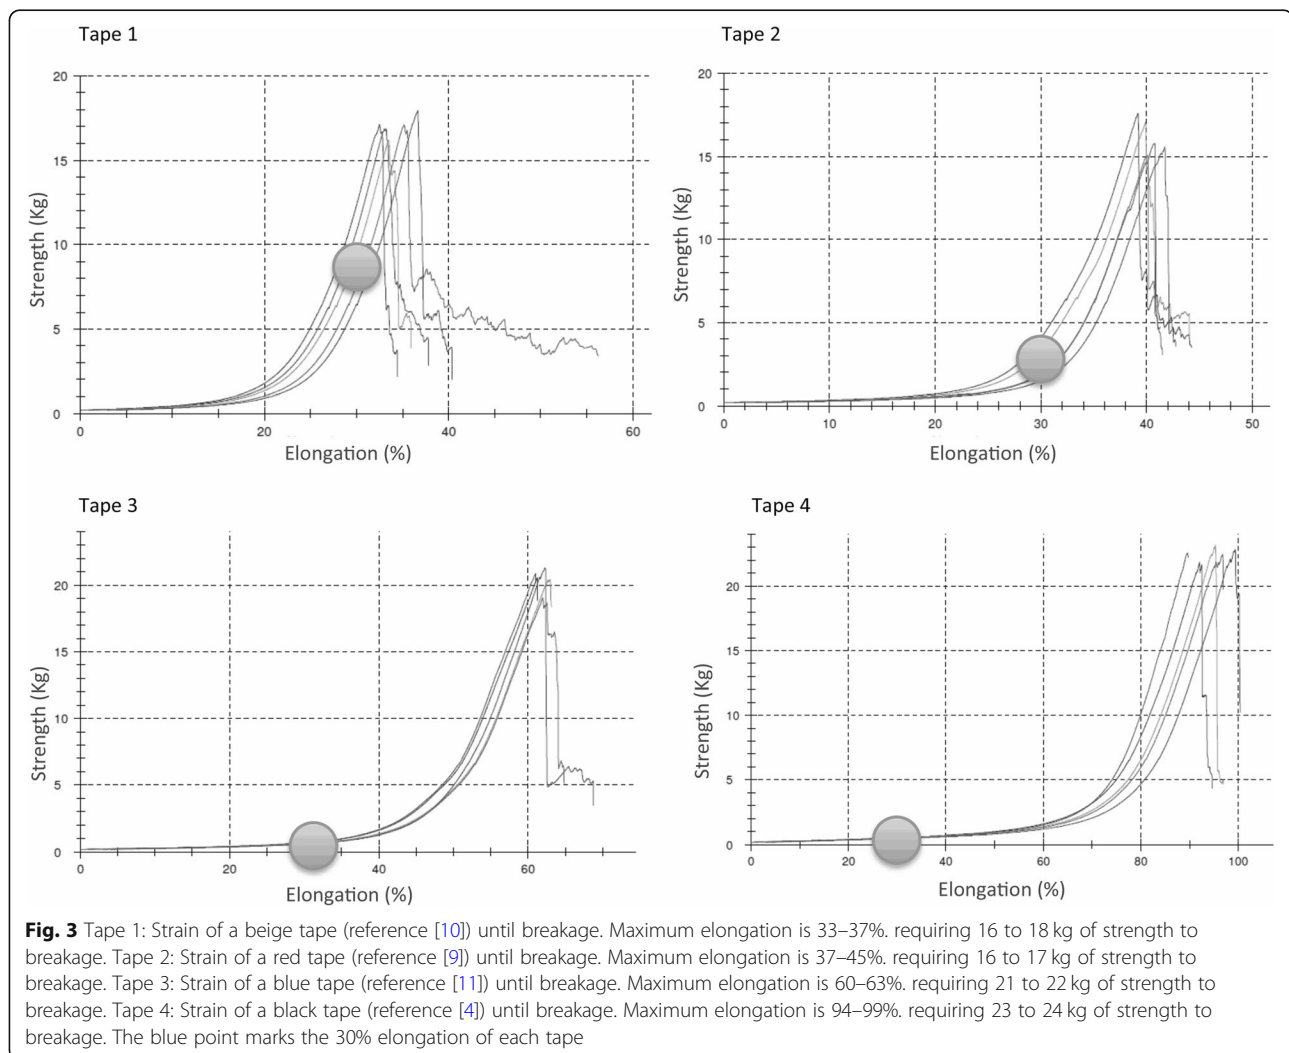 Tape 1
20
15
10
5
0
Strength (Kg)
0
20
40
60
Elongation (%)
Tape 2
20
15
10
5
0
Strength (Kg)
0
10
20
30
40
50
Elongation (%)
Tape 3
20
15
10
5
0
Strength (Kg)
0
20
40
60
Elongation (%)
Tape 4
20
15
10
5
0
Strength (Kg)
0
20
40
60
80
100
Elongation (%)
Fig. 3 Tape 1: Strain of a beige tape (reference [10]) until breakage. Maximum elongation is 33–37%. requiring 16 to 18 kg of strength to
breakage. Tape 2: Strain of a red tape (reference [9]) until breakage. Maximum elongation is 37–45%. requiring 16 to 17 kg of strength to
breakage. Tape 3: Strain of a blue tape (reference [11]) until breakage. Maximum elongation is 60–63%. requiring 21 to 22 kg of strength to
breakage. Tape 4: Strain of a black tape (reference [4]) until breakage. Maximum elongation is 94–99%. requiring 23 to 24 kg of strength to
breakage. The blue point marks the 30% elongation of each tape